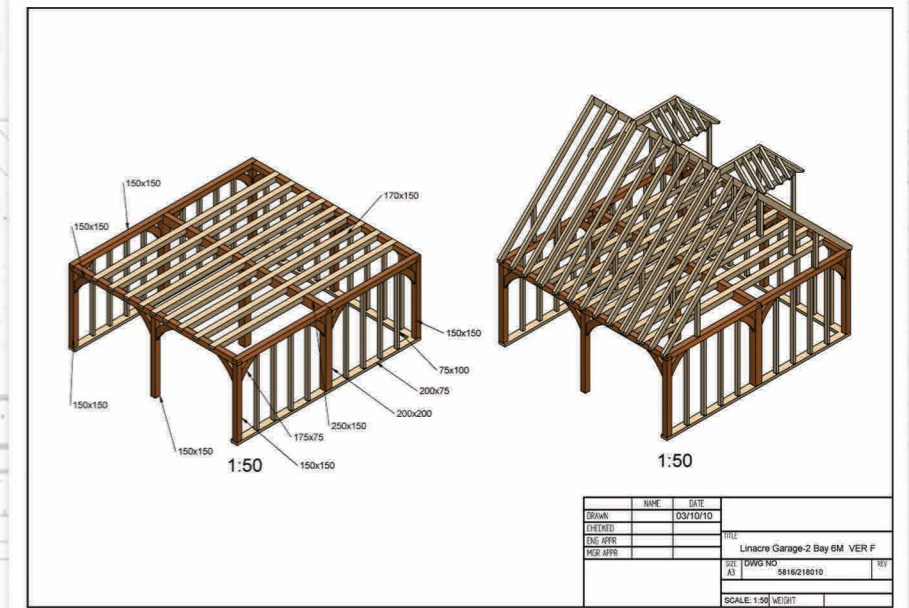 150x150
150x150
170x150
150x150
75x100
200x75
200x200
250x150
175x75
150x150
150x150
150x150
1:50
1:50
NAME DATE
DRAWN 03/10/10
CHECKED
ENG APPR
MGR APPR
TITLE
Linacre Garage-2 Bay 6M VER F
SIZE DWG NO REV
A3 5816/218010
SCALE: 1:50 WEIGHT